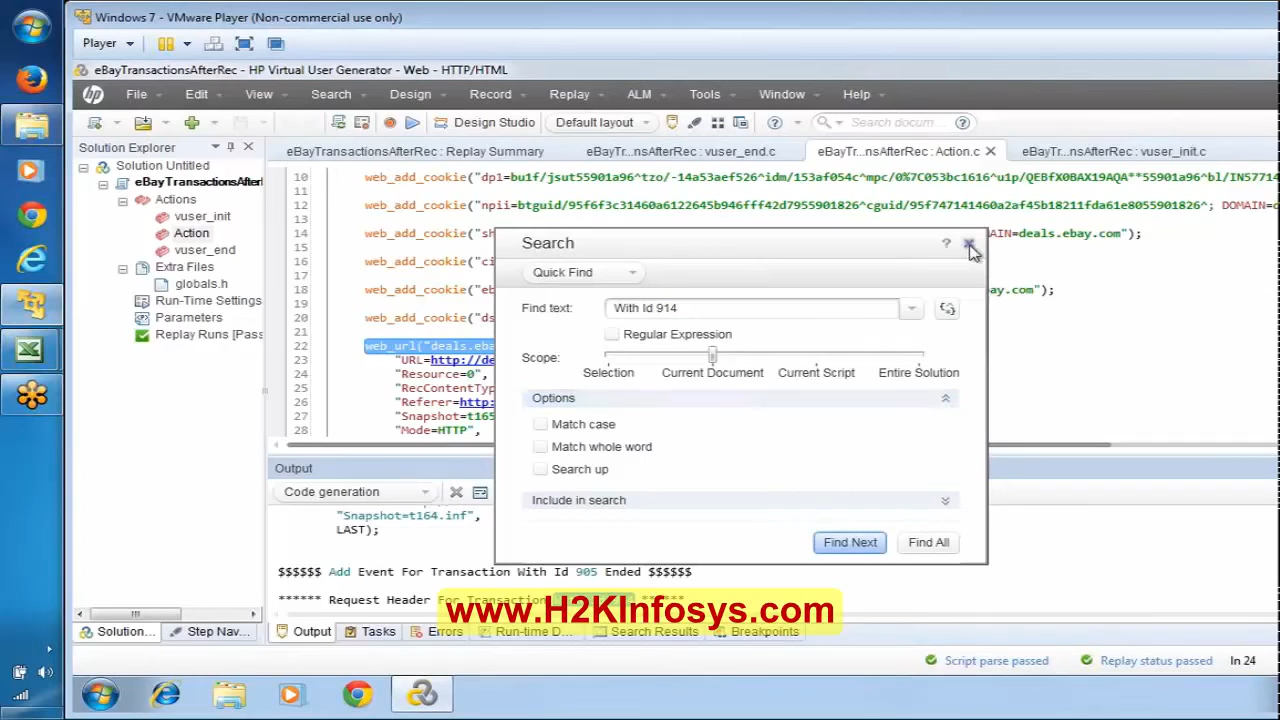 Windows 7 - VMware Player (Non-commercial use only)
Player
eBayTransactionsAfterRec - HP Virtual User Generator - Web - HTTP/HTML
hp File Edit View Search Design Record Replay ALM Tools Window Help
Design Studio Default layout Search docum
Solution Explorer
eBayTransactionsAfterRec : Replay Summary eBayTr...nsAfterRec : vuser_end.c eBayTr...nsAfterRec : Action.c eBayTr...nsAfterRec : vuser_init.c
Solution Untitled
eBayTransactionsAfterRec
Actions
vuser_init
Action
vuser_end
Extra Files
globals.h
Run-Time Settings
Parameters
Replay Runs [Pass
10 web_add_cookie("dp1=bu1f/jsut55901a96^tzo/-14a53aef526^idm/153af054c^mpc/0%7C053bc1616^u1p/QEBfX0BAX19AQA**55901a96^bl/IN5771
11
12 web_add_cookie("npii=btguid/95f6f3c31460a6122645b946fff42d7955901826^cguid/95f747141460a2af45b18211fda61e8055901826^; DOMAIN=d
13
14 web_add_cookie("sh AIN=deals.ebay.com");
15
16 web_add_cookie("ci
17
18 web_add_cookie("eb ay.com");
19
20 web_add_cookie("ds
21
22 web_url("deals.eba
23 "URL=http://de
24 "Resource=0",
25 "RecContentTyp
26 "Referer=http:
27 "Snapshot=t165
28 "Mode=HTTP",
Search
Quick Find
Find text: With Id 914
Regular Expression
Scope:
Selection Current Document Current Script Entire Solution
Options
Match case
Match whole word
Search up
Include in search
Find Next Find All
Output
Code generation
"Snapshot=t164.inf",
LAST);
$$$$$$ Add Event For Transaction With Id 905 Ended $$$$$$
****** Request Header For Transaction ******
www.H2KInfosys.com
Solution... Step Nav... Output Tasks Errors Run-time D... Search Results Breakpoints
Script parse passed Replay status passed ln 24